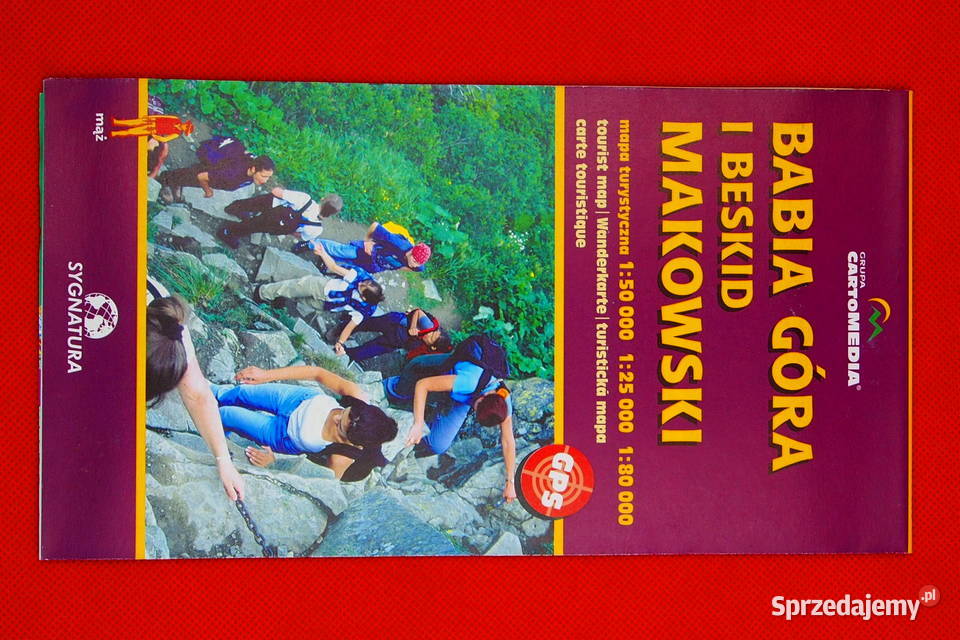 GRUPA
CARTOMEDIA®
BABIA GÓRA
I BESKID
MAKOWSKI
mapa turystyczna 1:50 000 1:25 000 1:80 000
tourist map | Wanderkarte | turistická mapa
carte touristique
GPS
mąż
SYGNATURA
Sprzedajemy.pl